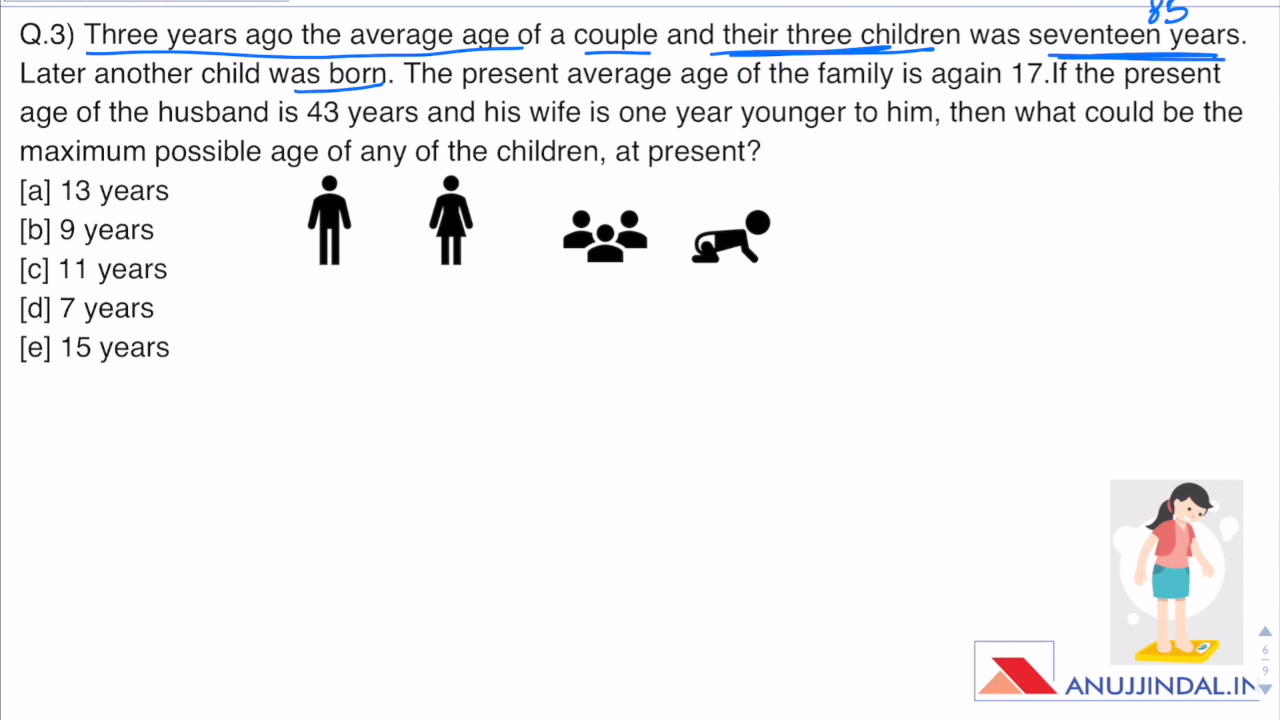 85
Q.3) Three years ago the average age of a couple and their three children was seventeen years.
Later another child was born. The present average age of the family is again 17.If the present
age of the husband is 43 years and his wife is one year younger to him, then what could be the
maximum possible age of any of the children, at present?
[a] 13 years
[b] 9 years
[c] 11 years
[d] 7 years
[e] 15 years
6
9
ANUJJINDAL.IN